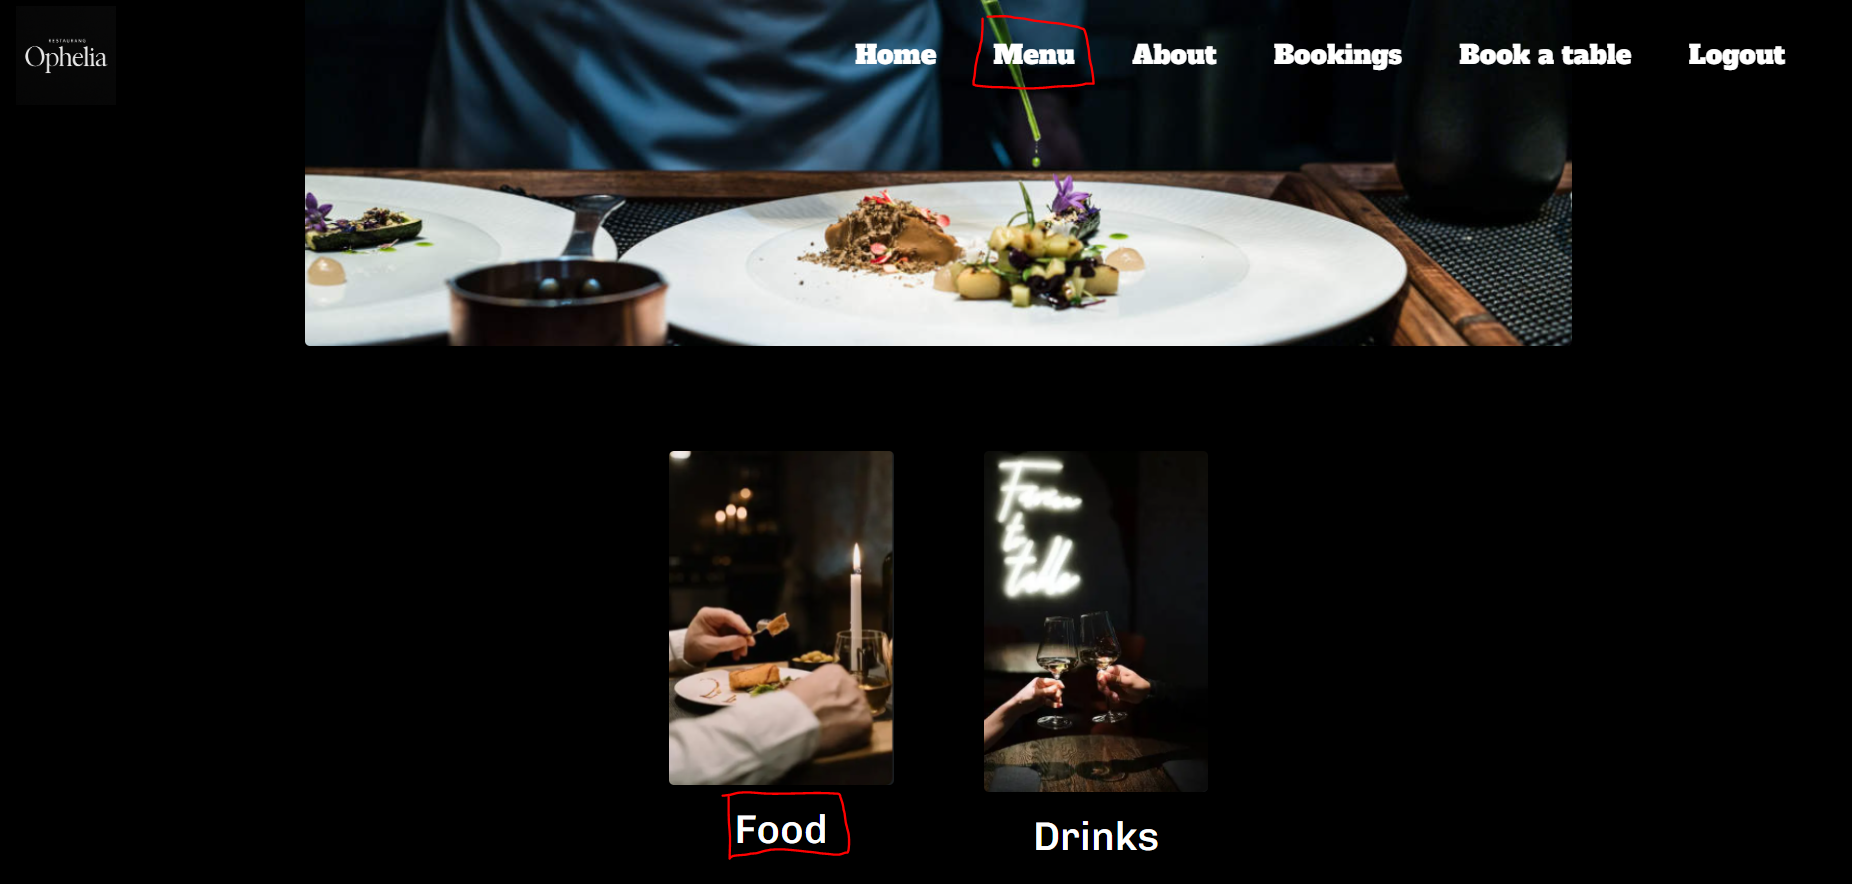 RESTAURANG
Ophelia
Home Menu About Bookings Book a table Logout
Farm
to
table
Food
Drinks